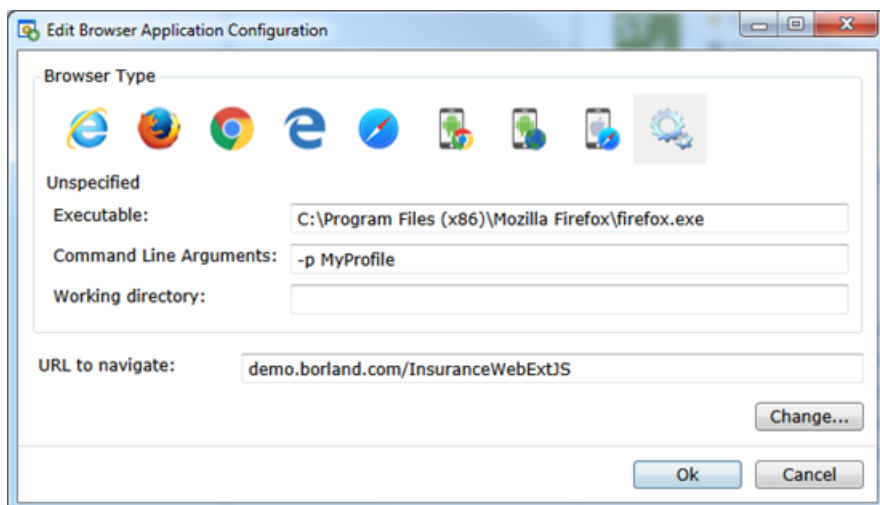 Edit Browser Application Configuration
Browser Type
Unspecified
Executable: C:\Program Files (x86)\Mozilla Firefox\firefox.exe
Command Line Arguments: -p MyProfile
Working directory:
URL to navigate: demo.borland.com/InsuranceWebExtJS
Change...
Ok Cancel